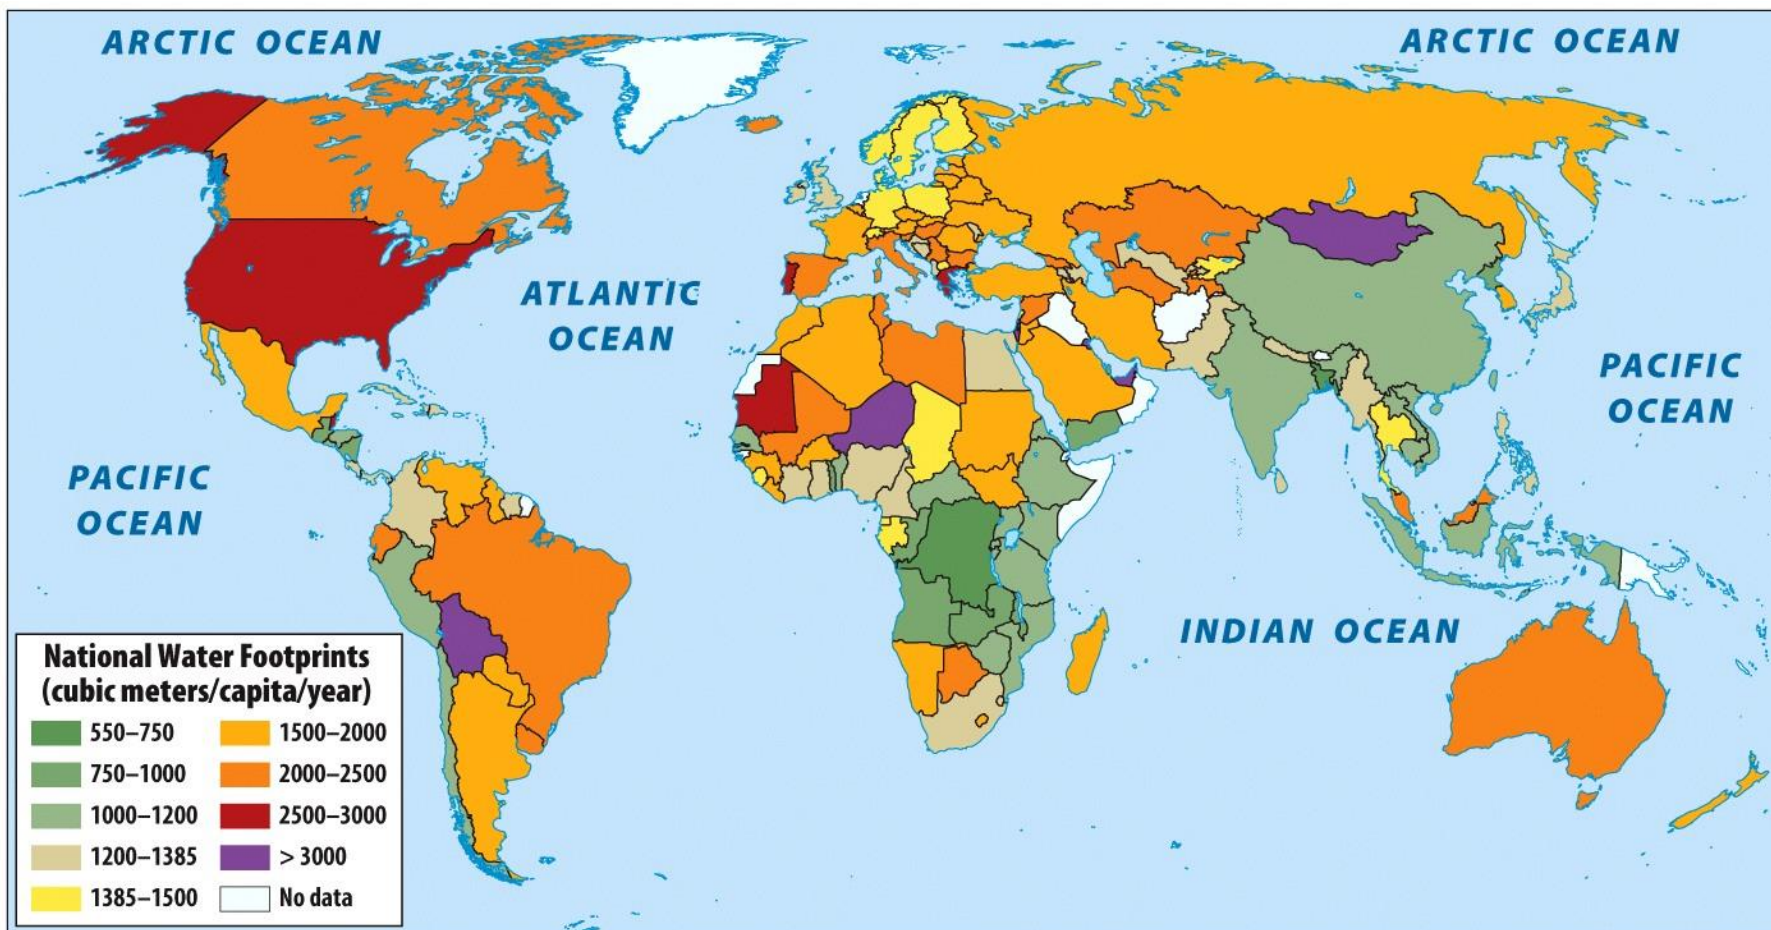 ARCTIC OCEAN
ARCTIC OCEAN
ATLANTIC
OCEAN
PACIFIC
OCEAN
PACIFIC
OCEAN
INDIAN OCEAN
National Water Footprints
(cubic meters/capita/year)
550–750
750–1000
1000–1200
1200–1385
1385–1500
1500–2000
2000–2500
2500–3000
> 3000
No data